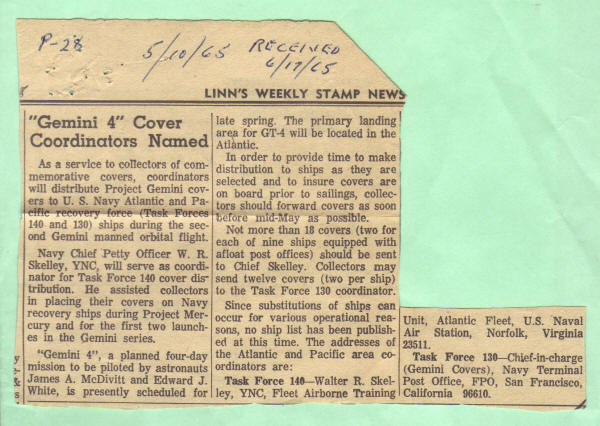 P-28
5/10/65 RECEIVED
6/17/65
LINN'S WEEKLY STAMP NEWS
"Gemini 4" Cover
Coordinators Named
As a service to collectors of com-
memorative covers, coordinators
will distribute Project Gemini cov-
ers to U. S. Navy Atlantic and Pa-
cific recovery force (Task Forces
140 and 130) ships during the sec-
ond Gemini manned orbital flight.
Navy Chief Petty Officer W. R.
Skelley, YNC, will serve as coordi-
nator for Task Force 140 cover dis-
tribution. He assisted collectors
in placing their covers on Navy
recovery ships during Project Mer-
cury and for the first two launches
in the Gemini series.
"Gemini 4", a planned four-day
mission to be piloted by astronauts
James A. McDivitt and Edward J.
White, is presently scheduled for
late spring. The primary landing
area for GT-4 will be located in the
Atlantic.
In order to provide time to make
distribution to ships as they are
selected and to insure covers are
on board prior to sailings, collec-
tors should forward covers as soon
before mid-May as possible.
Not more than 18 covers (two for
each of nine ships equipped with
afloat post offices) should be sent
to Chief Skelley. Collectors may
send twelve covers (two per ship)
to the Task Force 130 coordinator.
Since substitutions of ships can
occur for various operational rea-
sons, no ship list has been publish-
ed at this time. The addresses of
the Atlantic and Pacific area co-
ordinators are:
Task Force 140—Walter R. Skel-
ley, YNC, Fleet Airborne Training
Unit, Atlantic Fleet, U.S. Naval
Air Station, Norfolk, Virginia
23511.
Task Force 130—Chief-in-charge
(Gemini Covers), Navy Terminal
Post Office, FPO, San Francisco,
California 96610.